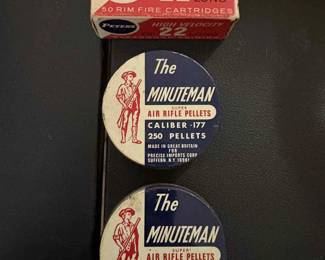 LONG
50 RIM FIRE CARTRIDGES
PETERS
HIGH VELOCITY
22
The
MINUTEMAN
SUPER
AIR RIFLE PELLETS
CALIBER .177
250 PELLETS
MADE IN GREAT BRITAIN
FOR
PRECISE IMPORTS CORP.
SUFFERN, N.Y. 10901
The
MINUTEMAN
SUPER
AIR RIFLE PELLETS